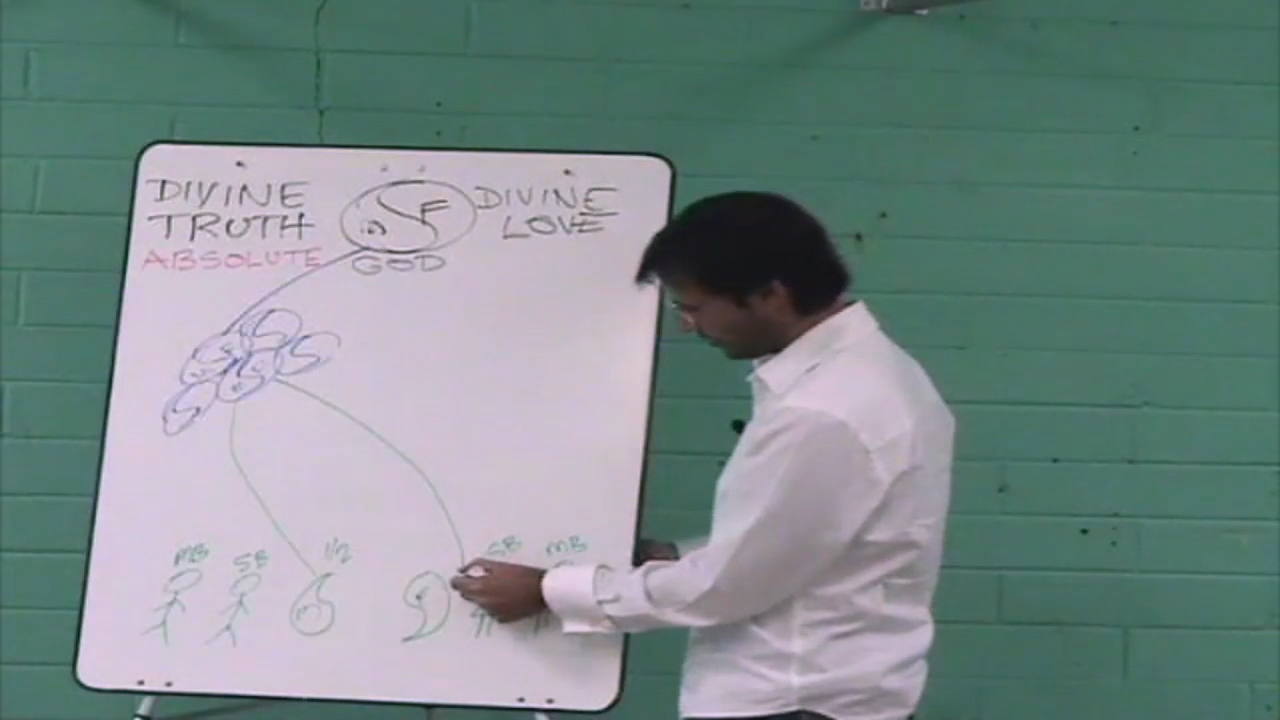 DIVINE
TRUTH
ABSOLUTE
m F
GOD
DIVINE
LOVE
MB SB 1/2
SB MB